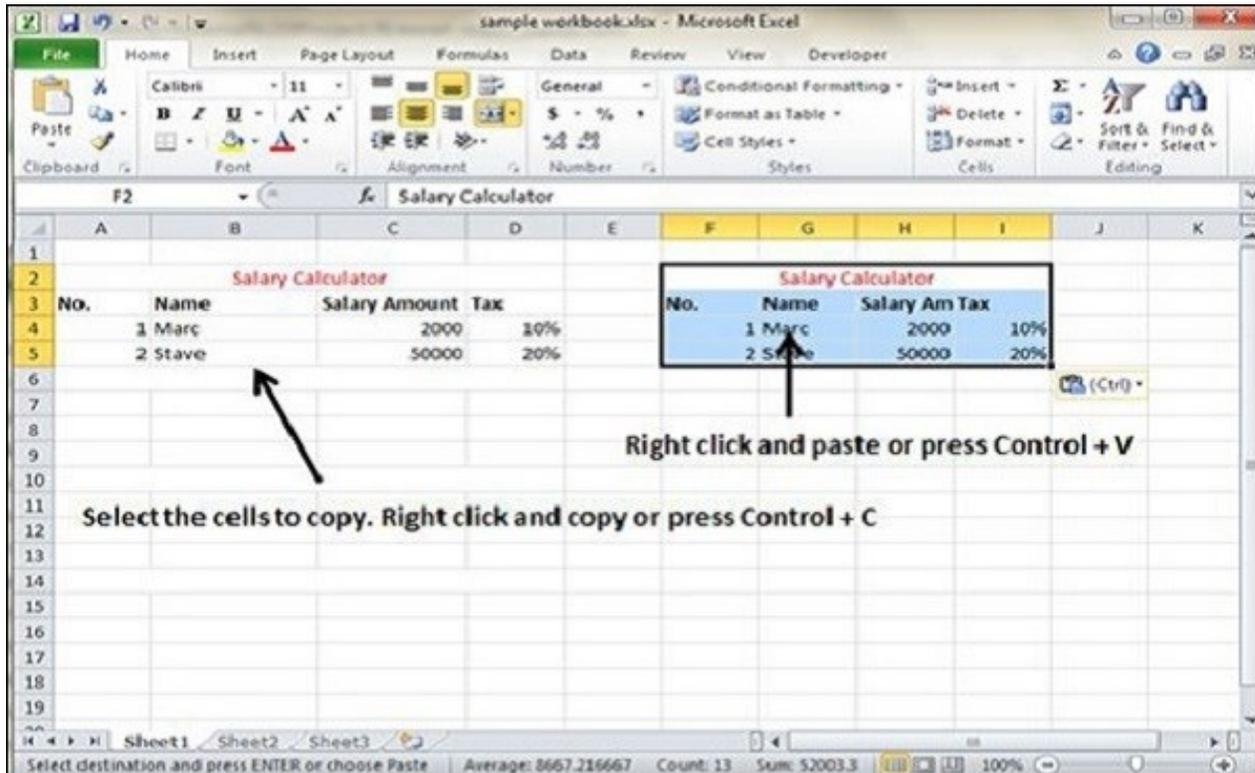 sample workbook.xlsx - Microsoft Excel
File Home Insert Page Layout Formulas Data Review View Developer
Paste
Clipboard
Calibri 11
B I U A A
Font
Alignment
General
$ % ,
Number
Conditional Formatting
Format as Table
Cell Styles
Styles
Insert
Delete
Format
Cells
Σ
Sort & Filter
Find & Select
Editing
F2 fx Salary Calculator
A B C D E F G H I J K
1
2 Salary Calculator Salary Calculator
3 No. Name Salary Amount Tax No. Name Salary Am Tax
4 1 Marc 2000 10% 1 Marc 2000 10%
5 2 Stave 50000 20% 2 50000 20%
6 (Ctrl)
7
8
9
Right click and paste or press Control + V
10
11
Select the cells to copy. Right click and copy or press Control + C
12
13
14
15
16
17
18
19
Sheet1 Sheet2 Sheet3
Select destination and press ENTER or choose Paste Average: 8667.216667 Count: 13 Sum: 52003.3 100%